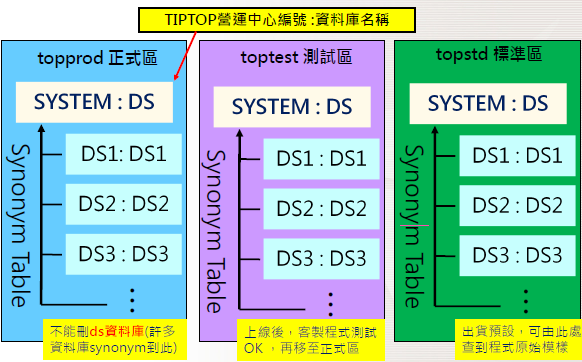 TIPTOP營運中心編號:資料庫名稱
topprod 正式區
SYSTEM : DS
Synonym Table
DS1: DS1
DS2 : DS2
DS3 : DS3
...
不能刪ds資料庫(許多
資料庫synonym到此)
toptest 測試區
SYSTEM : DS
Synonym Table
DS1 : DS1
DS2 : DS2
DS3 : DS3
...
上線後，客製程式測試
OK ，再移至正式區
topstd 標準區
SYSTEM : DS
Synonym Table
DS1 : DS1
DS2 : DS2
DS3 : DS3
...
出貨預設，可由此處
查到程式原始模樣